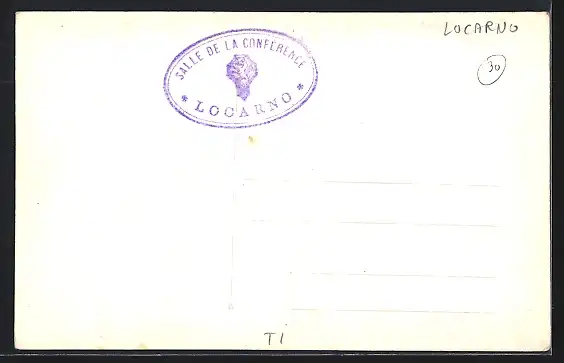 LOCARNO
30
SALLE DE LA CONFERENCE
* LOCARNO *
TI